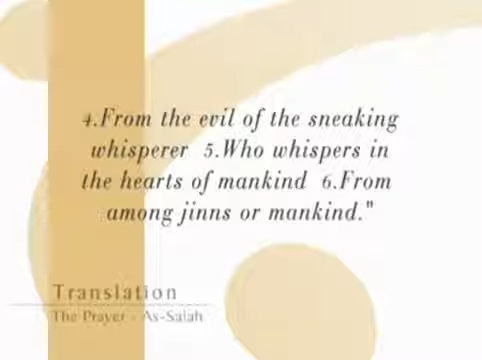 4.From the evil of the sneaking
whisperer 5.Who whispers in
the hearts of mankind 6.From
among jinns or mankind."
Translation
The Prayer - As-Salah